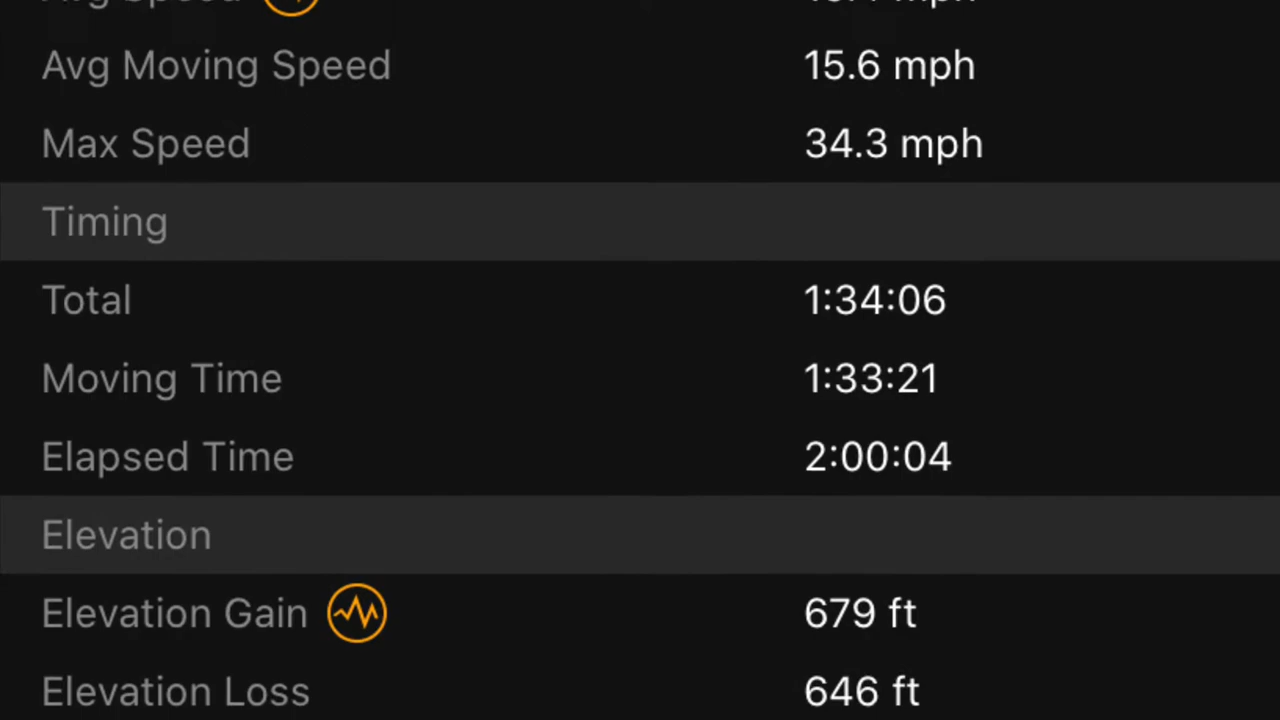 Avg Moving Speed 15.6 mph
Max Speed 34.3 mph
Timing
Total 1:34:06
Moving Time 1:33:21
Elapsed Time 2:00:04
Elevation
Elevation Gain 679 ft
Elevation Loss 646 ft